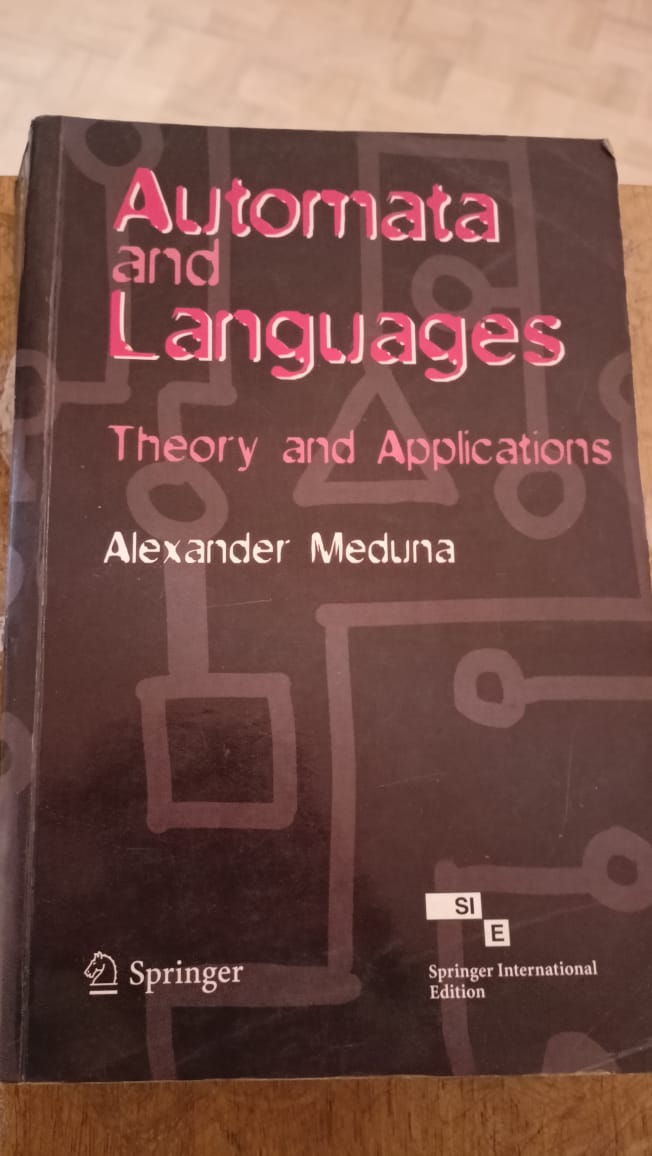 Automata
and
Languages
Theory and Applications
Alexander Meduna
SI
E
Springer
Springer International
Edition